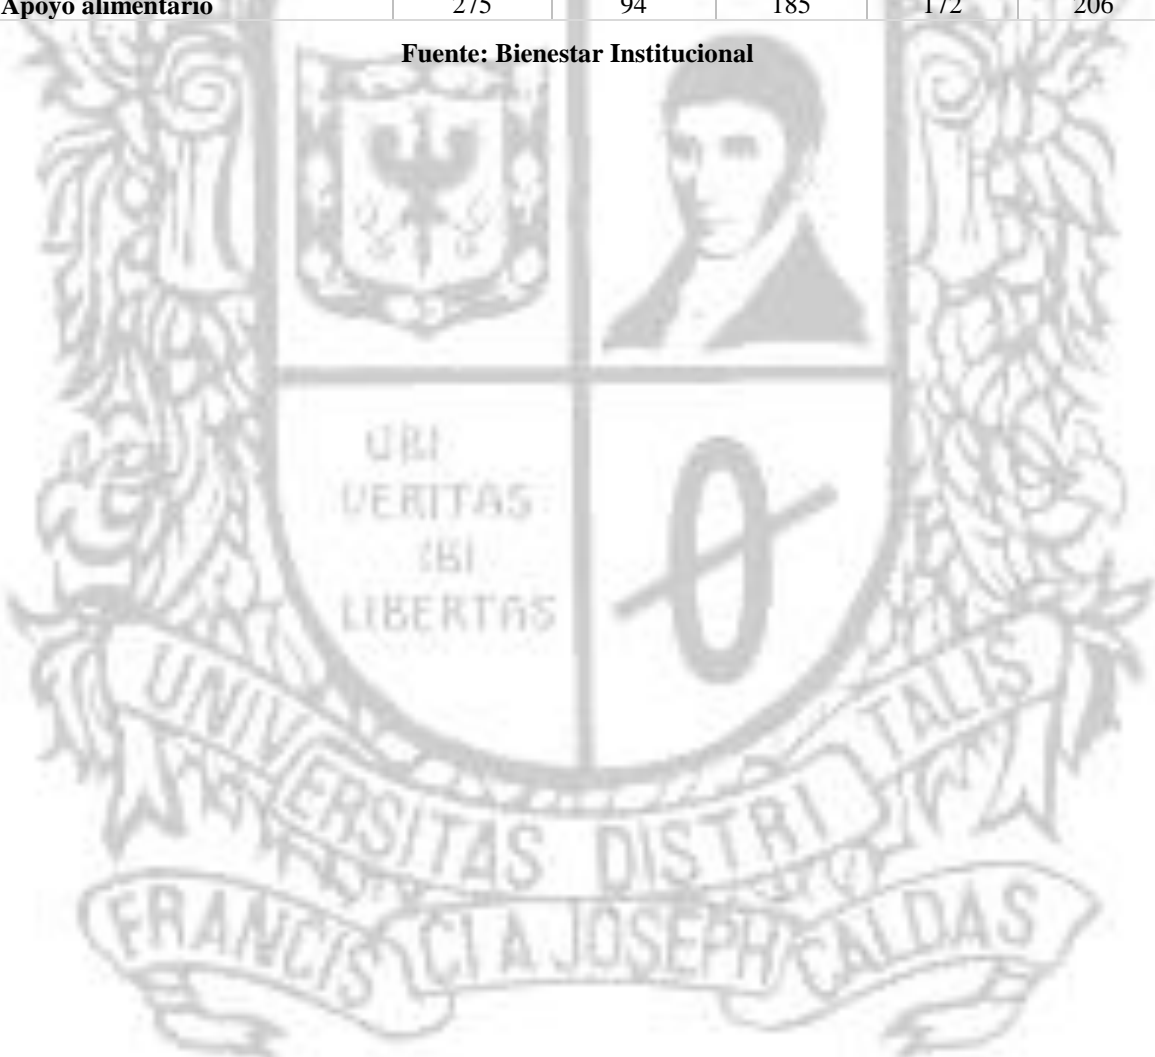 Apoyo alimentario 275 94 185 172 206
Fuente: Bienestar Institucional
UBI
VERITAS
IBI
LIBERTAS
UNIVERSITAS DISTRITALIS
FRANCISCI A JOSEPH CALDAS